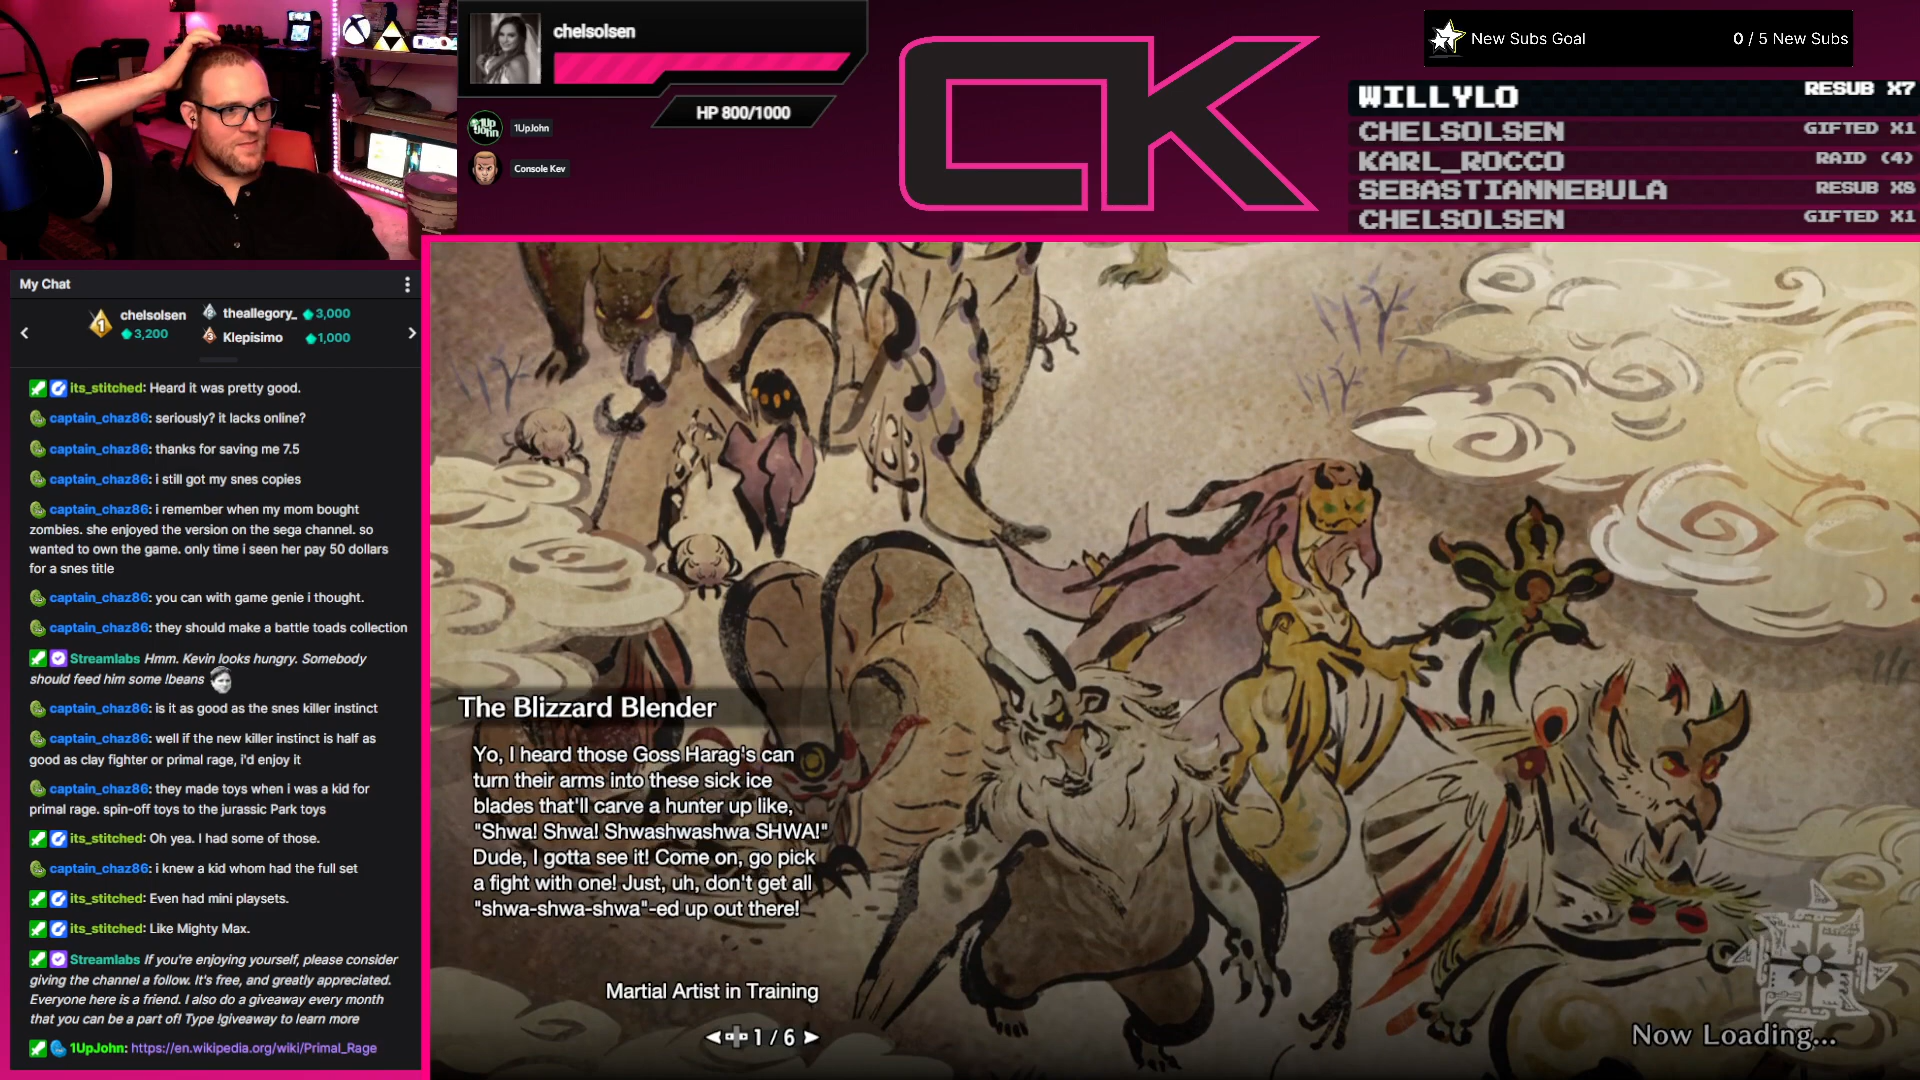 chelsolsen
HP 800/1000
1UpJohn
Console Kev
CK
New Subs Goal
0 / 5 New Subs
WILLYLO RESUB X7
CHELSOLSEN GIFTED X1
KARL_ROCCO RAID (4)
SEBASTIANNEBULA RESUB X8
CHELSOLSEN GIFTED X1
My Chat
1 chelsolsen 3,200
2 theallegory_ 3,000
3 Klepisimo 1,000
its_stitched: Heard it was pretty good.
captain_chaz86: seriously? it lacks online?
captain_chaz86: thanks for saving me 7.5
captain_chaz86: i still got my snes copies
captain_chaz86: i remember when my mom bought
zombies. she enjoyed the version on the sega channel. so
wanted to own the game. only time i seen her pay 50 dollars
for a snes title
captain_chaz86: you can with game genie i thought.
captain_chaz86: they should make a battle toads collection
Streamlabs Hmm. Kevin looks hungry. Somebody
should feed him some !beans
captain_chaz86: is it as good as the snes killer instinct
captain_chaz86: well if the new killer instinct is half as
good as clay fighter or primal rage, i'd enjoy it
captain_chaz86: they made toys when i was a kid for
primal rage. spin-off toys to the jurassic Park toys
its_stitched: Oh yea. I had some of those.
captain_chaz86: i knew a kid whom had the full set
its_stitched: Even had mini playsets.
its_stitched: Like Mighty Max.
Streamlabs If you're enjoying yourself, please consider
giving the channel a follow. It's free, and greatly appreciated.
Everyone here is a friend. I also do a giveaway every month
that you can be a part of! Type !giveaway to learn more
1UpJohn: https://en.wikipedia.org/wiki/Primal_Rage
The Blizzard Blender
Yo, I heard those Goss Harag's can
turn their arms into these sick ice
blades that'll carve a hunter up like,
"Shwa! Shwa! Shwashwashwa SHWA!"
Dude, I gotta see it! Come on, go pick
a fight with one! Just, uh, don't get all
"shwa-shwa-shwa"-ed up out there!
Martial Artist in Training
1 / 6
Now Loading...